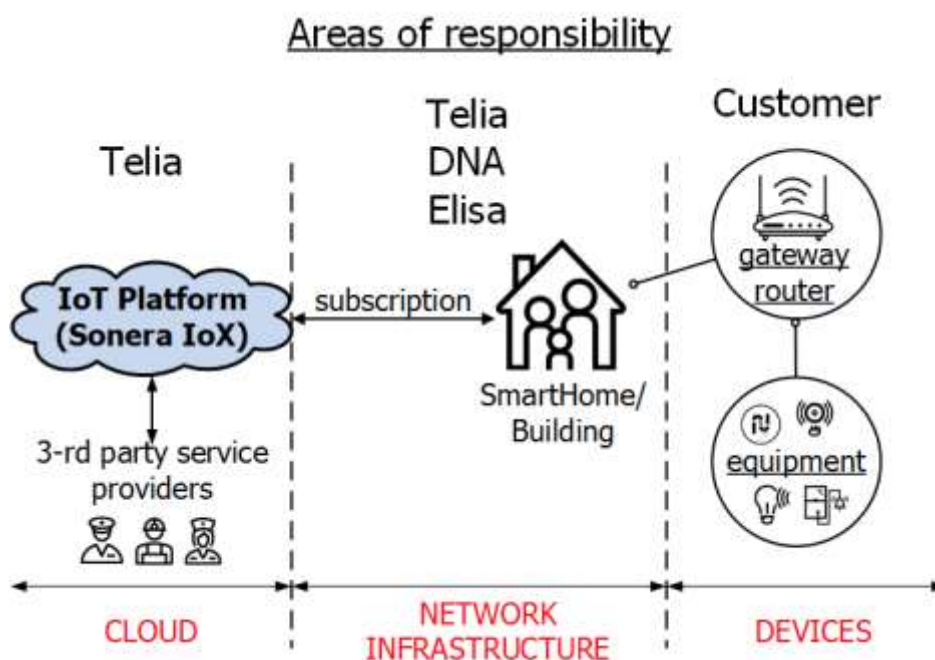 Areas of responsibility
Telia
Telia
DNA
Elisa
Customer
IoT Platform
(Sonera IoX)
subscription
SmartHome/
Building
gateway
router
3-rd party service
providers
equipment
CLOUD
NETWORK
INFRASTRUCTURE
DEVICES